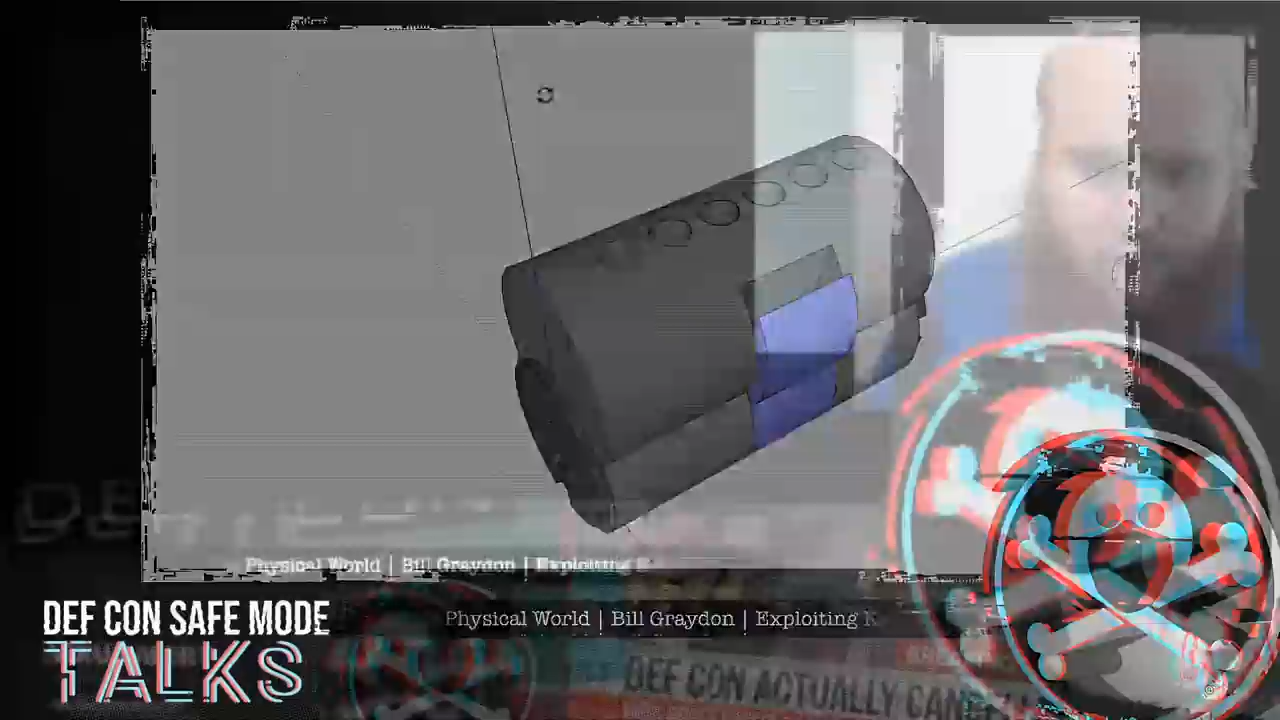 Physical World | Bill Graydon | Exploiting
DEF CON SAFE MODE
TALKS
Physical World | Bill Graydon | Exploiting
DEF CON ACTUALLY